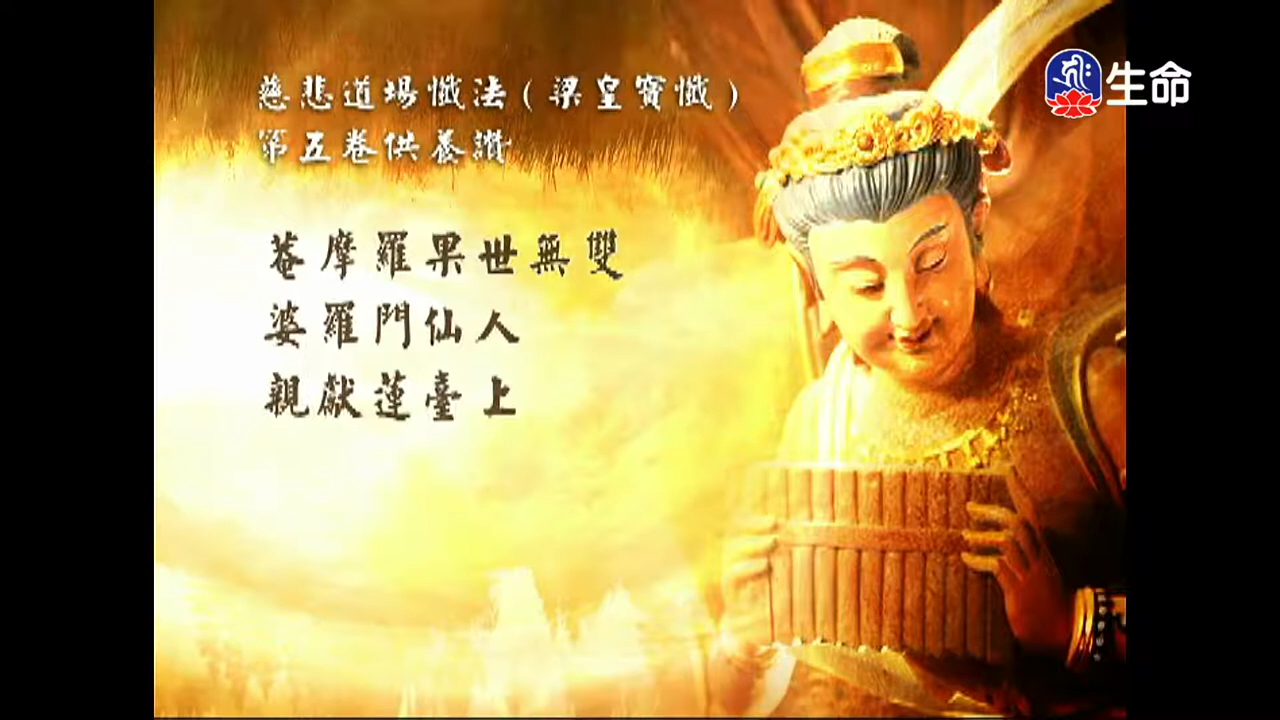 慈悲道場懺法(梁皇寶懺)
第五卷供養讚
生命
菴摩羅果世無雙
婆羅門仙人
親獻蓮臺上